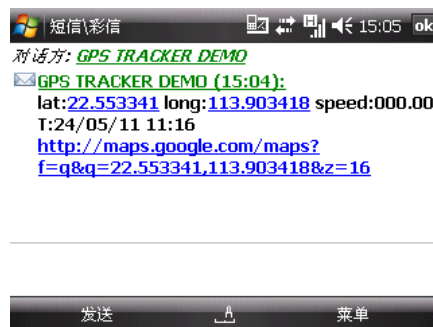 短信\彩信 15:05 ok
对话方: GPS TRACKER DEMO
GPS TRACKER DEMO (15:04):
lat:22.553341 long:113.903418 speed:000.00
T:24/05/11 11:16
http://maps.google.com/maps?
f=q&q=22.553341,113.903418&z=16
发送 菜单